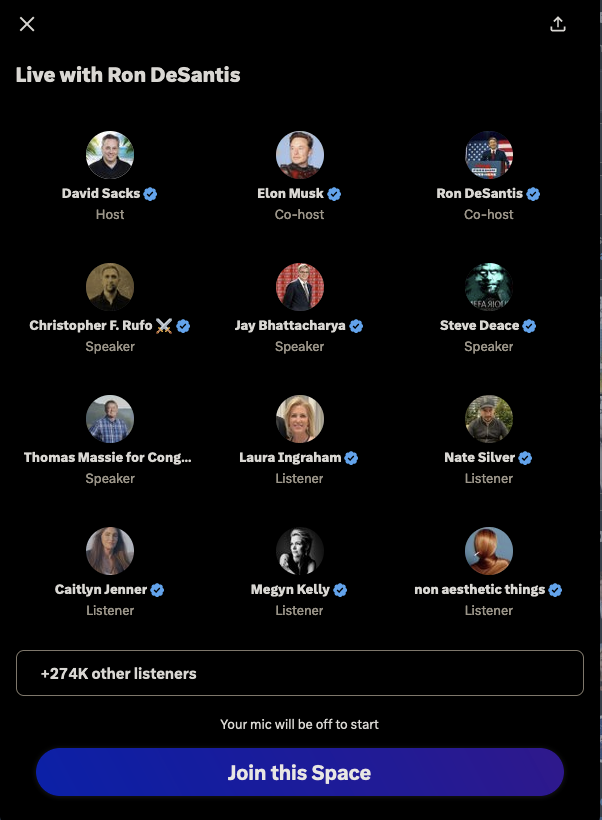 Live with Ron DeSantis
David Sacks
Elon Musk
Ron DeSantis
Host
Co-host
Co-host
Christopher F. Rufo ⚔️
Jay Bhattacharya
Steve Deace
Speaker
Speaker
Speaker
Thomas Massie for Cong...
Laura Ingraham
Nate Silver
Speaker
Listener
Listener
Caitlyn Jenner
Megyn Kelly
non aesthetic things
Listener
Listener
Listener
+274K other listeners
Your mic will be off to start
Join this Space